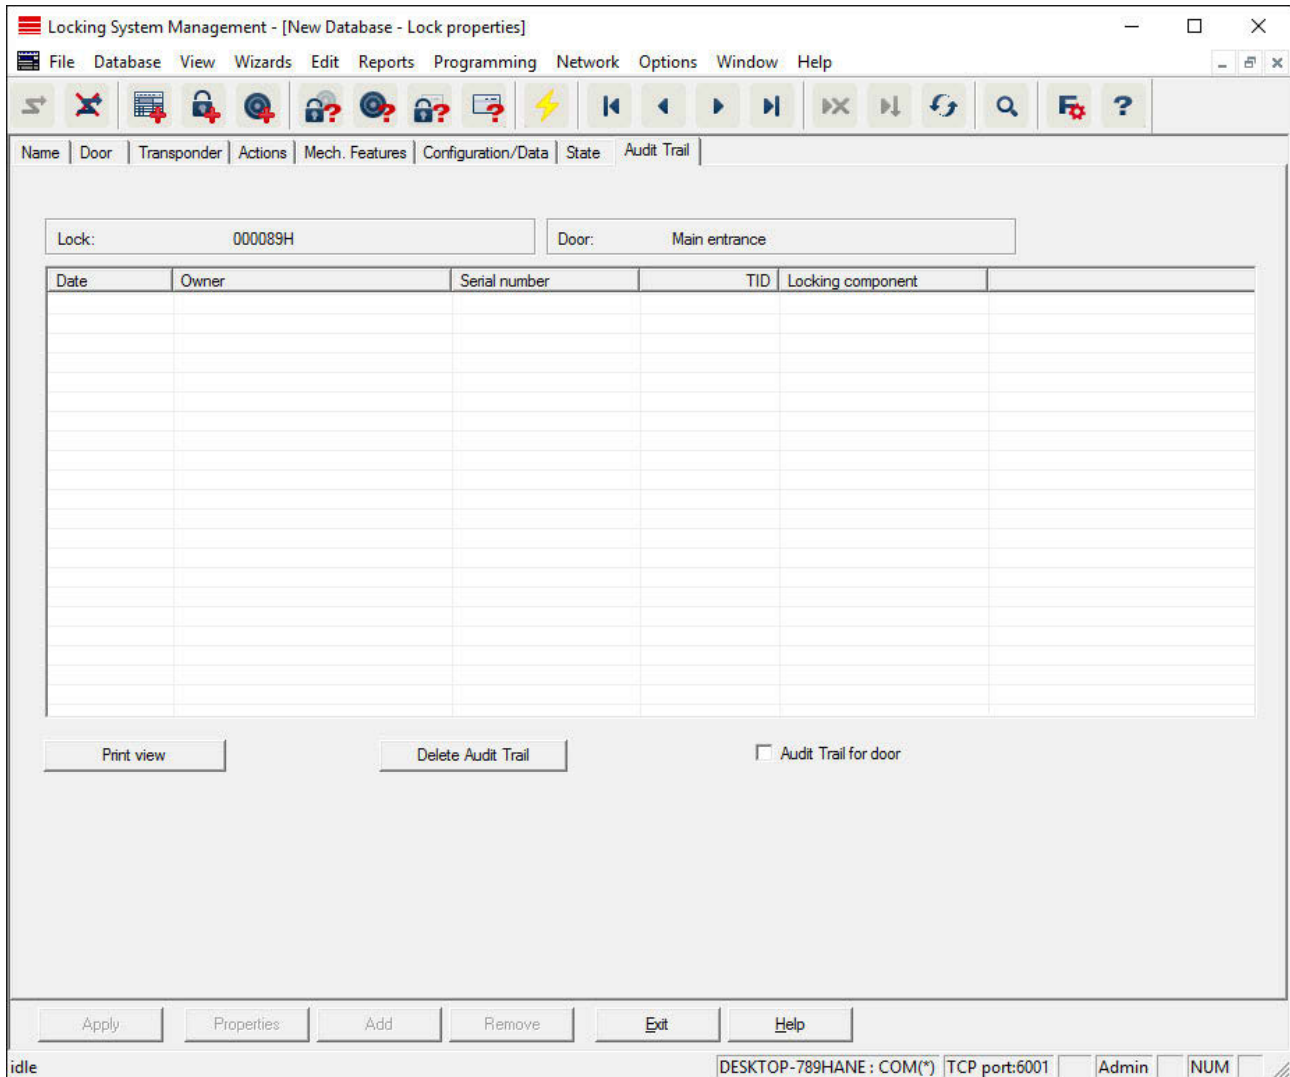 Locking System Management - [New Database - Lock properties]
File Database View Wizards Edit Reports Programming Network Options Window Help
Name Door Transponder Actions Mech. Features Configuration/Data State Audit Trail
Lock: 000089H Door: Main entrance
Date Owner Serial number TID Locking component
Print view Delete Audit Trail Audit Trail for door
Apply Properties Add Remove Exit Help
idle DESKTOP-789HANE : COM(*) TCP port:6001 Admin NUM